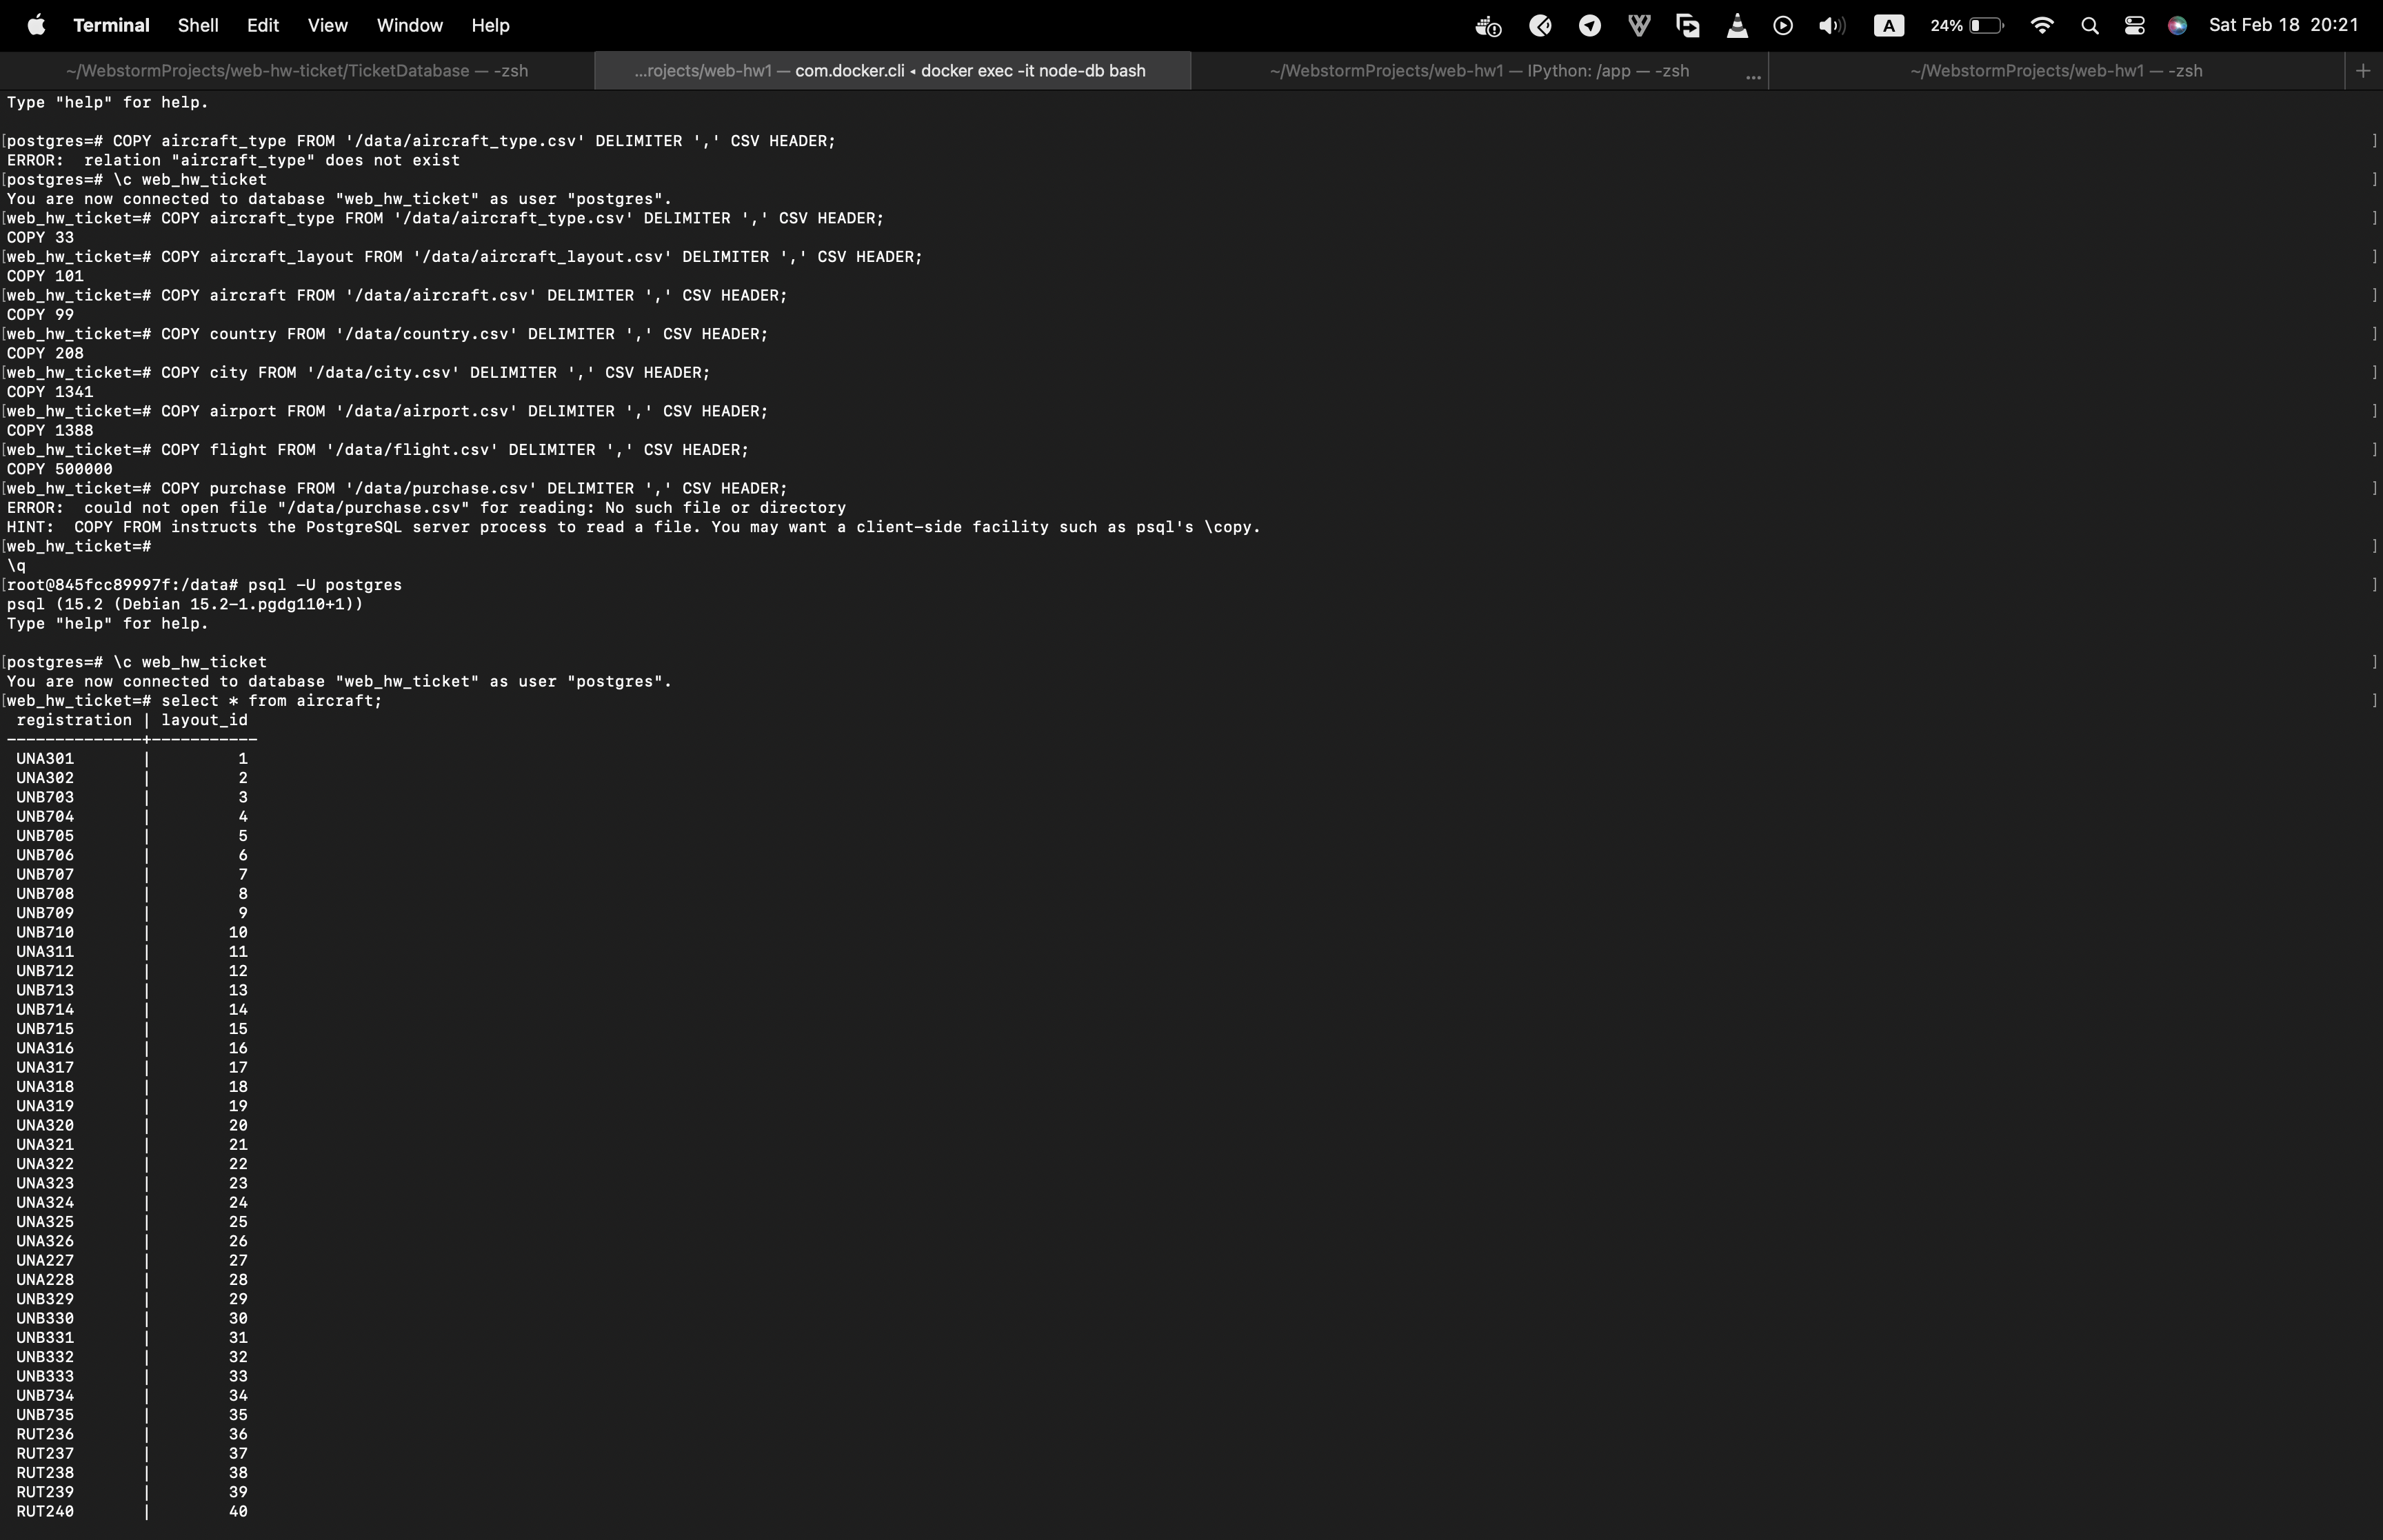 Terminal Shell Edit View Window Help A 24% Sat Feb 18 20:21
~/WebstormProjects/web-hw-ticket/TicketDatabase — -zsh ...rojects/web-hw1 — com.docker.cli ◂ docker exec -it node-db bash ~/WebstormProjects/web-hw1 — IPython: /app — -zsh ... ~/WebstormProjects/web-hw1 — -zsh +
Type "help" for help.
[postgres=# COPY aircraft_type FROM '/data/aircraft_type.csv' DELIMITER ',' CSV HEADER; ]
ERROR:  relation "aircraft_type" does not exist
[postgres=# \c web_hw_ticket ]
You are now connected to database "web_hw_ticket" as user "postgres".
[web_hw_ticket=# COPY aircraft_type FROM '/data/aircraft_type.csv' DELIMITER ',' CSV HEADER; ]
COPY 33
[web_hw_ticket=# COPY aircraft_layout FROM '/data/aircraft_layout.csv' DELIMITER ',' CSV HEADER; ]
COPY 101
[web_hw_ticket=# COPY aircraft FROM '/data/aircraft.csv' DELIMITER ',' CSV HEADER; ]
COPY 99
[web_hw_ticket=# COPY country FROM '/data/country.csv' DELIMITER ',' CSV HEADER; ]
COPY 208
[web_hw_ticket=# COPY city FROM '/data/city.csv' DELIMITER ',' CSV HEADER; ]
COPY 1341
[web_hw_ticket=# COPY airport FROM '/data/airport.csv' DELIMITER ',' CSV HEADER; ]
COPY 1388
[web_hw_ticket=# COPY flight FROM '/data/flight.csv' DELIMITER ',' CSV HEADER; ]
COPY 500000
[web_hw_ticket=# COPY purchase FROM '/data/purchase.csv' DELIMITER ',' CSV HEADER; ]
ERROR:  could not open file "/data/purchase.csv" for reading: No such file or directory
HINT:  COPY FROM instructs the PostgreSQL server process to read a file. You may want a client-side facility such as psql's \copy.
[web_hw_ticket=# ]
\q
[root@845fcc89997f:/data# psql -U postgres ]
psql (15.2 (Debian 15.2-1.pgdg110+1))
Type "help" for help.
[postgres=# \c web_hw_ticket ]
You are now connected to database "web_hw_ticket" as user "postgres".
[web_hw_ticket=# select * from aircraft; ]
registration | layout_id
--------------+-----------
UNA301 | 1
UNA302 | 2
UNB703 | 3
UNB704 | 4
UNB705 | 5
UNB706 | 6
UNB707 | 7
UNB708 | 8
UNB709 | 9
UNB710 | 10
UNA311 | 11
UNB712 | 12
UNB713 | 13
UNB714 | 14
UNB715 | 15
UNA316 | 16
UNA317 | 17
UNA318 | 18
UNA319 | 19
UNA320 | 20
UNA321 | 21
UNA322 | 22
UNA323 | 23
UNA324 | 24
UNA325 | 25
UNA326 | 26
UNA227 | 27
UNA228 | 28
UNB329 | 29
UNB330 | 30
UNB331 | 31
UNB332 | 32
UNB333 | 33
UNB734 | 34
UNB735 | 35
RUT236 | 36
RUT237 | 37
RUT238 | 38
RUT239 | 39
RUT240 | 40